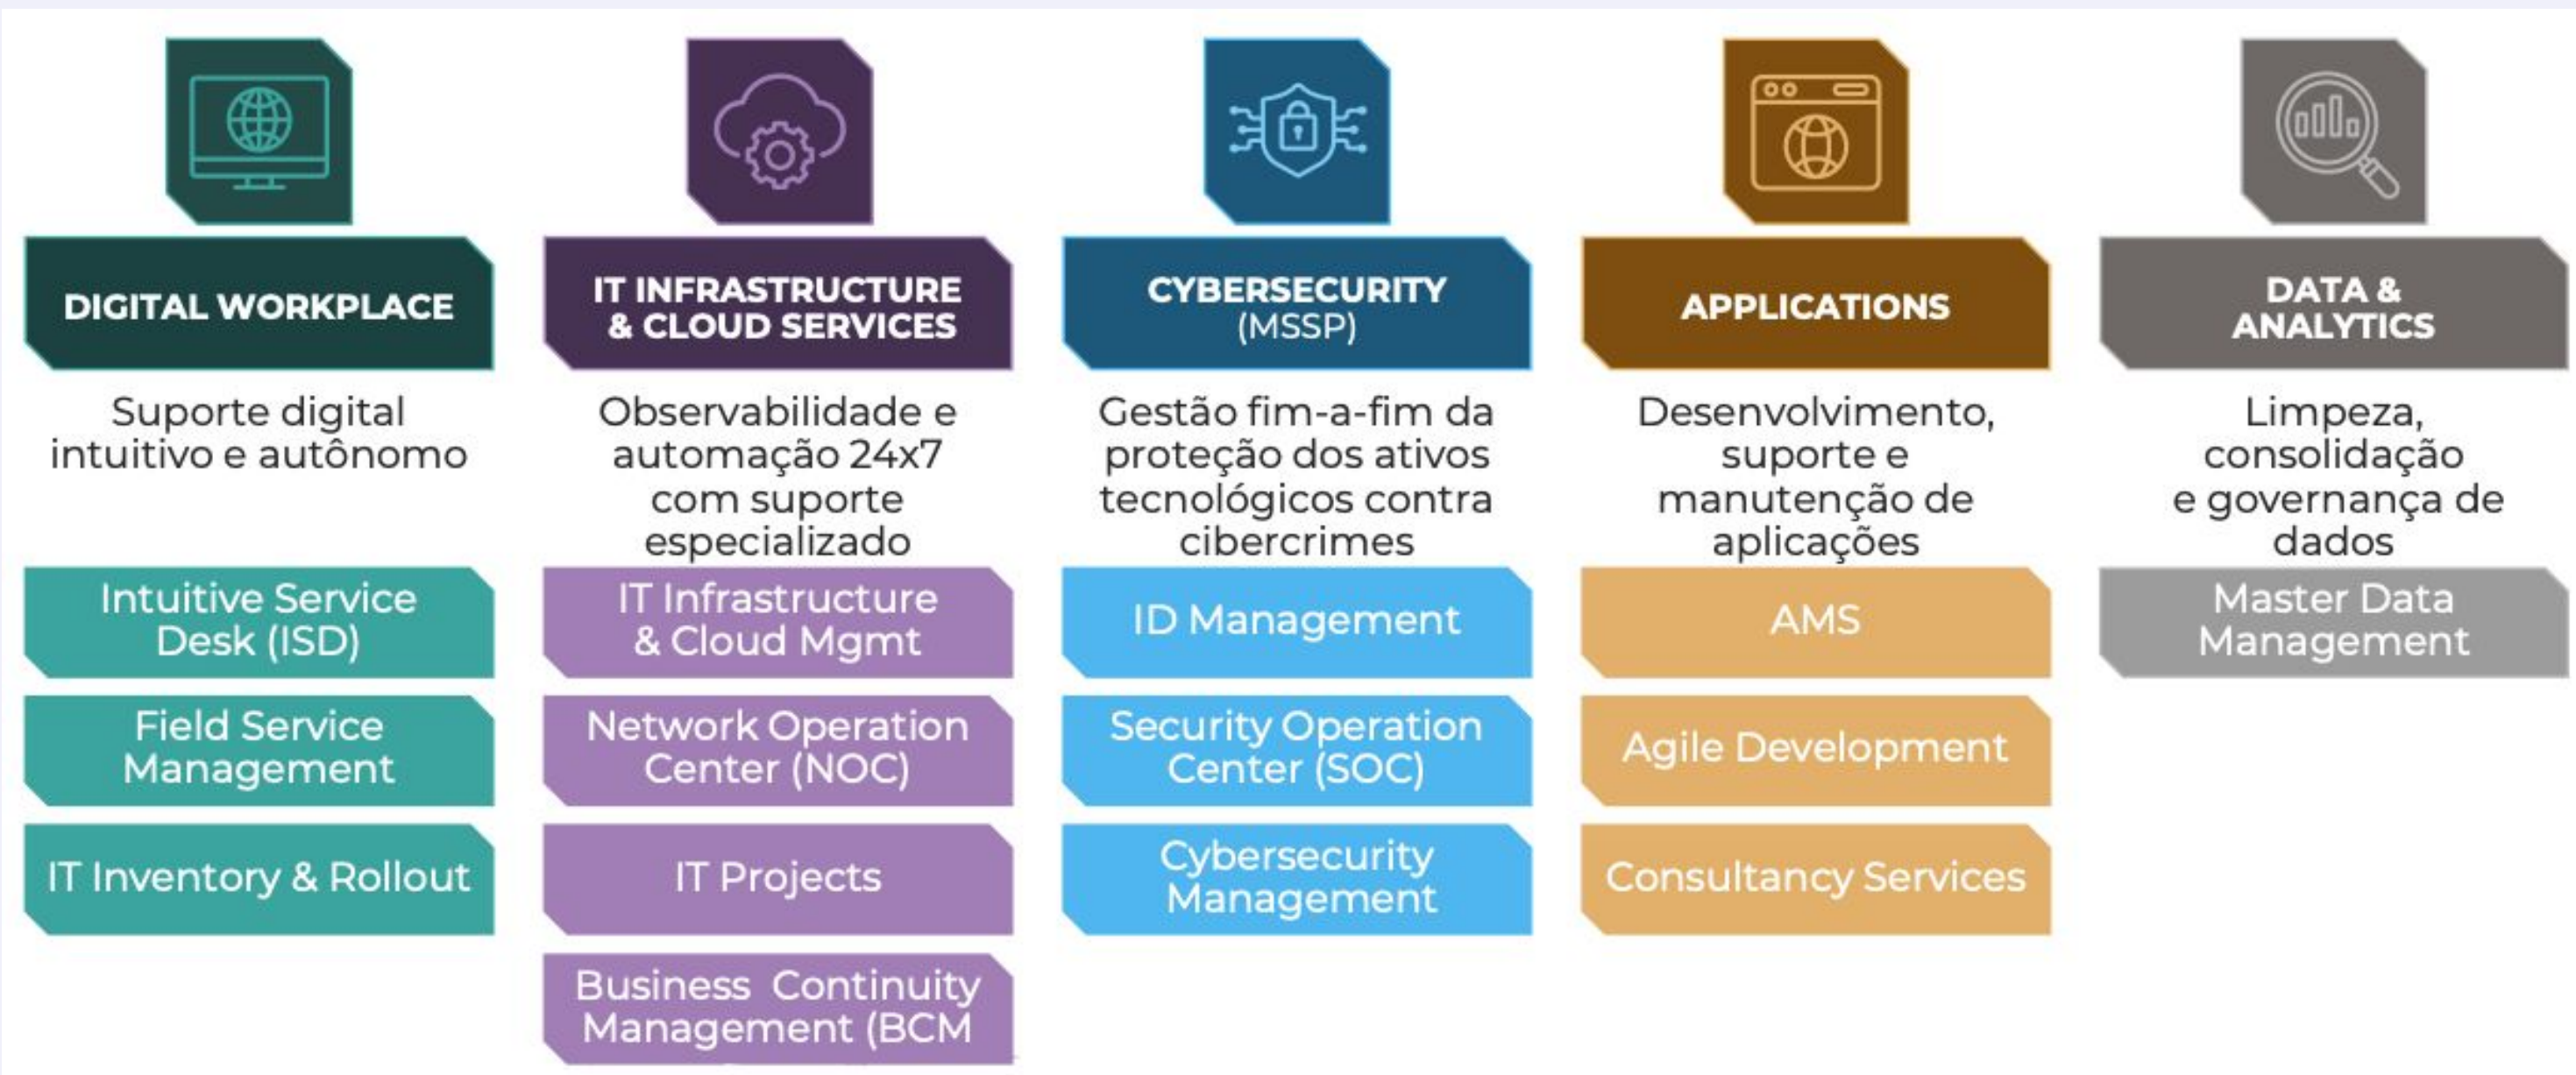 DIGITAL WORKPLACE
Suporte digital
intuitivo e autônomo
Intuitive Service
Desk (ISD)
Field Service
Management
IT Inventory & Rollout
IT INFRASTRUCTURE
& CLOUD SERVICES
Observabilidade e
automação 24x7
com suporte
especializado
IT Infrastructure
& Cloud Mgmt
Network Operation
Center (NOC)
IT Projects
Business Continuity
Management (BCM
CYBERSECURITY
(MSSP)
Gestão fim-a-fim da
proteção dos ativos
tecnológicos contra
cibercrimes
ID Management
Security Operation
Center (SOC)
Cybersecurity
Management
APPLICATIONS
Desenvolvimento,
suporte e
manutenção de
aplicações
AMS
Agile Development
Consultancy Services
DATA &
ANALYTICS
Limpeza,
consolidação
e governança de
dados
Master Data
Management